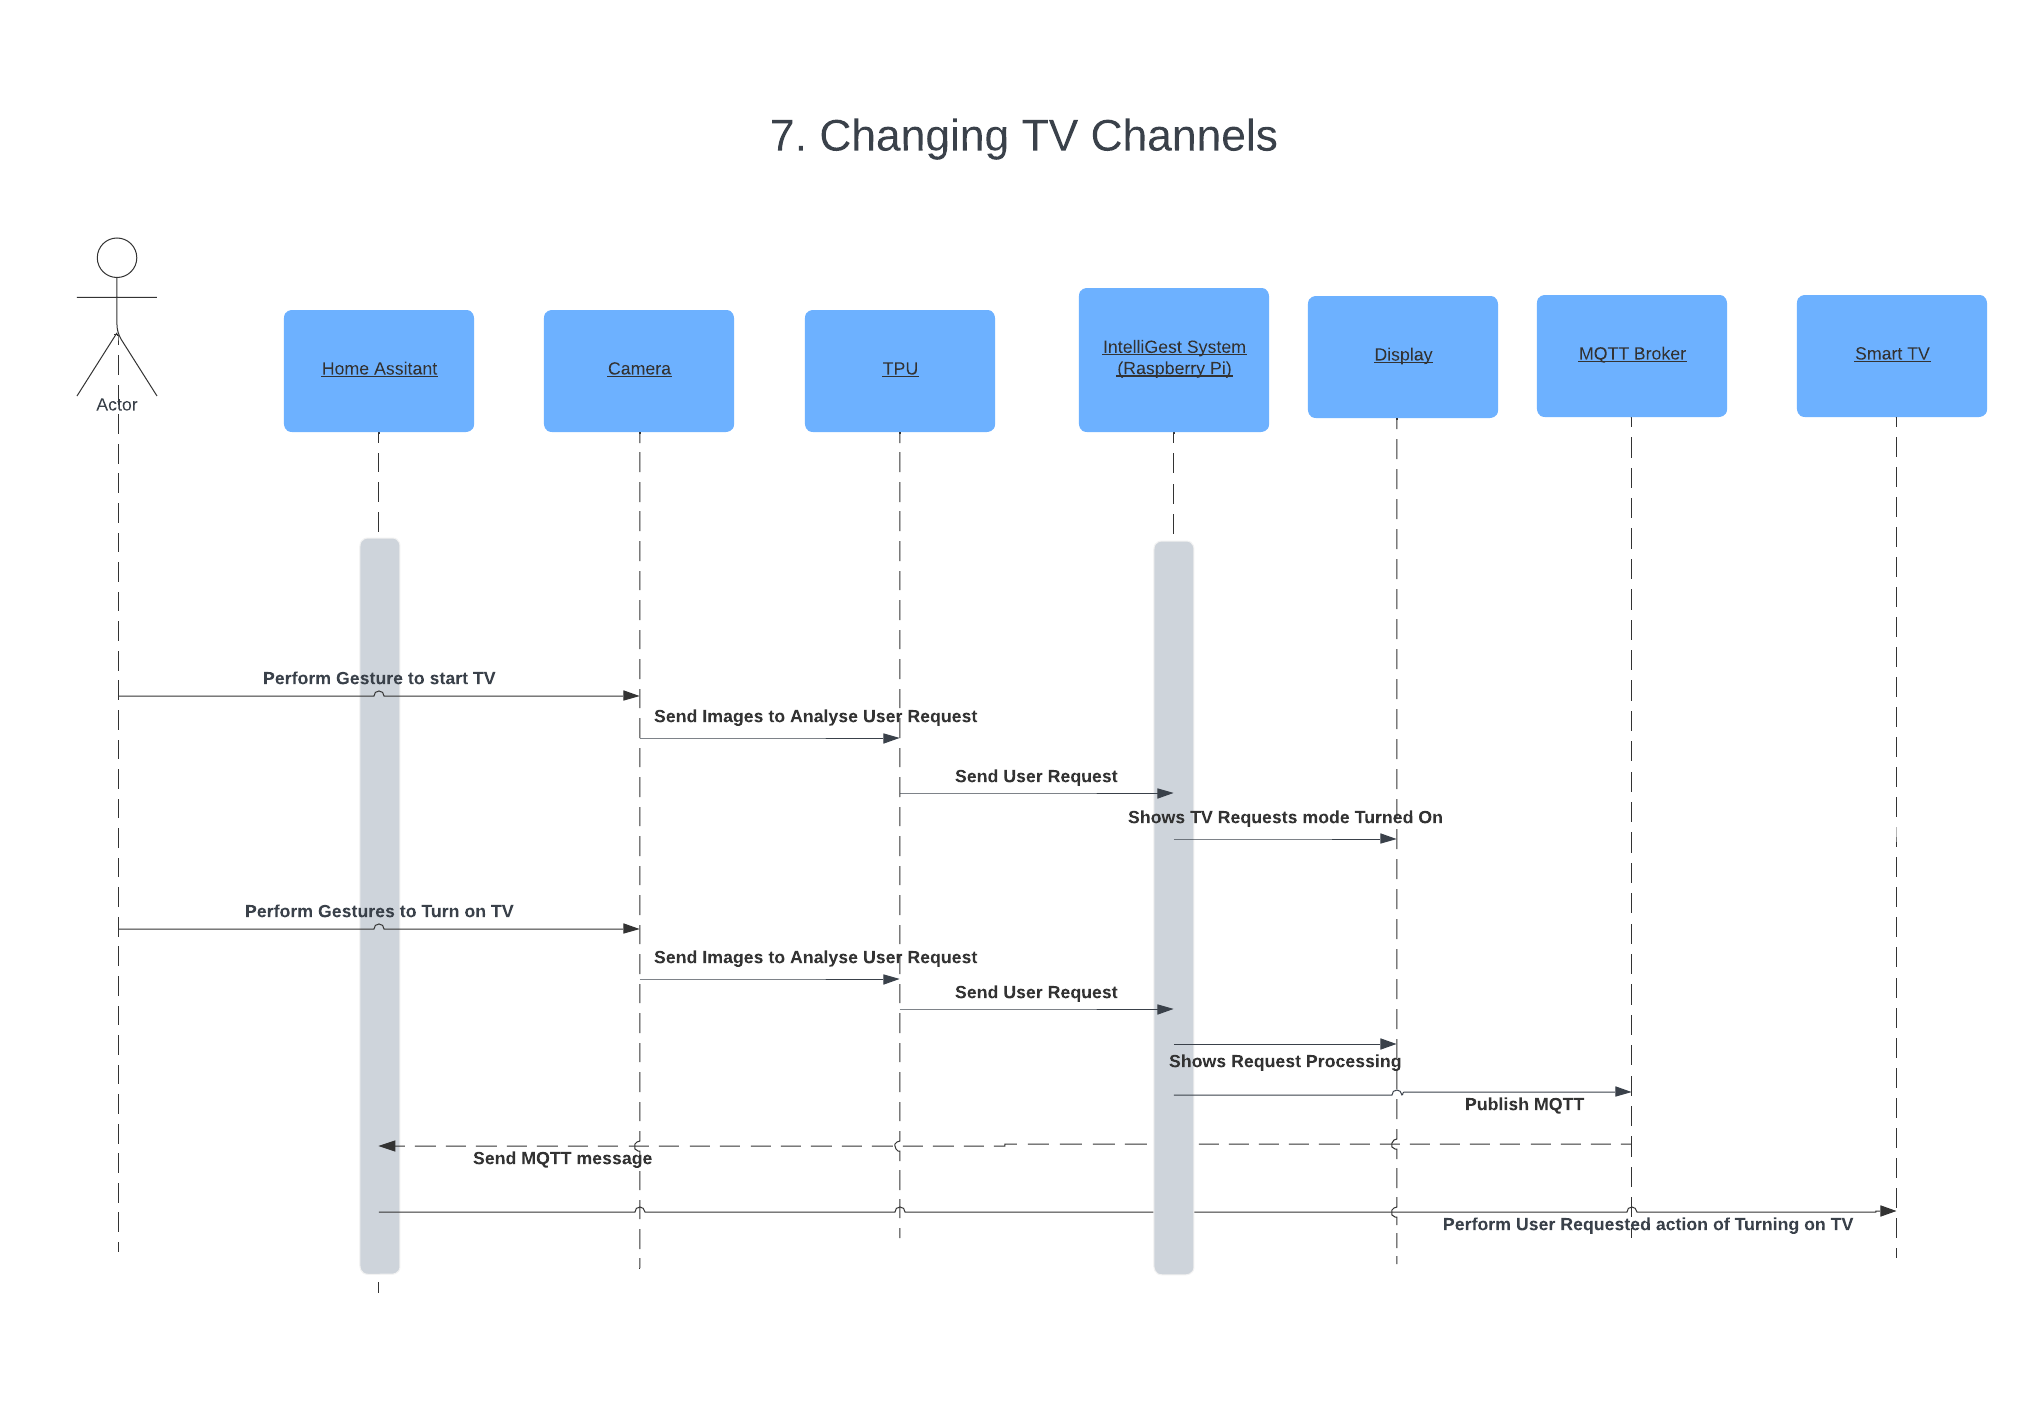 7. Changing TV Channels
Actor
Home Assitant
Camera
TPU
IntelliGest System
(Raspberry Pi)
Display
MQTT Broker
Smart TV
Perform Gesture to start TV
Send Images to Analyse User Request
Send User Request
Shows TV Requests mode Turned On
Perform Gestures to Turn on TV
Send Images to Analyse User Request
Send User Request
Shows Request Processing
Publish MQTT
Send MQTT message
Perform User Requested action of Turning on TV